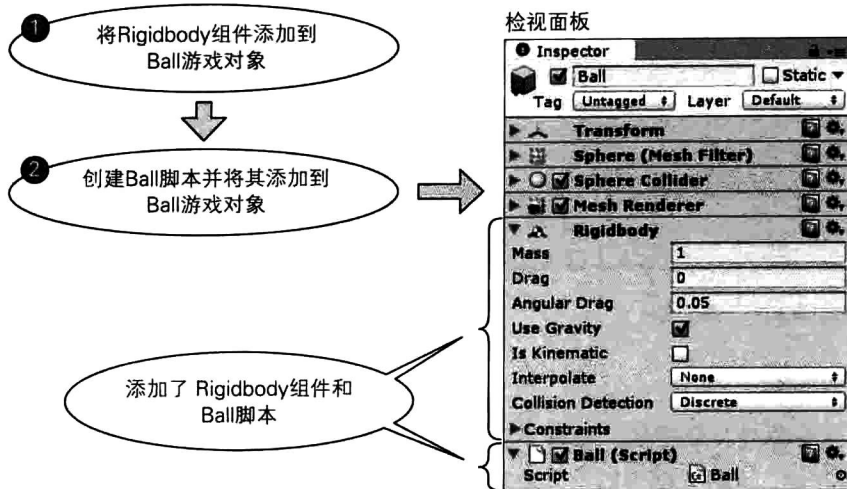 1
将Rigidbody组件添加到
Ball游戏对象
2
创建Ball脚本并将其添加到
Ball游戏对象
添加了 Rigidbody组件和
Ball脚本
检视面板
Inspector
Ball Static
Tag Untagged Layer Default
Transform
Sphere (Mesh Filter)
Sphere Collider
Mesh Renderer
Rigidbody
Mass 1
Drag 0
Angular Drag 0.05
Use Gravity
Is Kinematic
Interpolate None
Collision Detection Discrete
Constraints
Ball (Script)
Script Ball